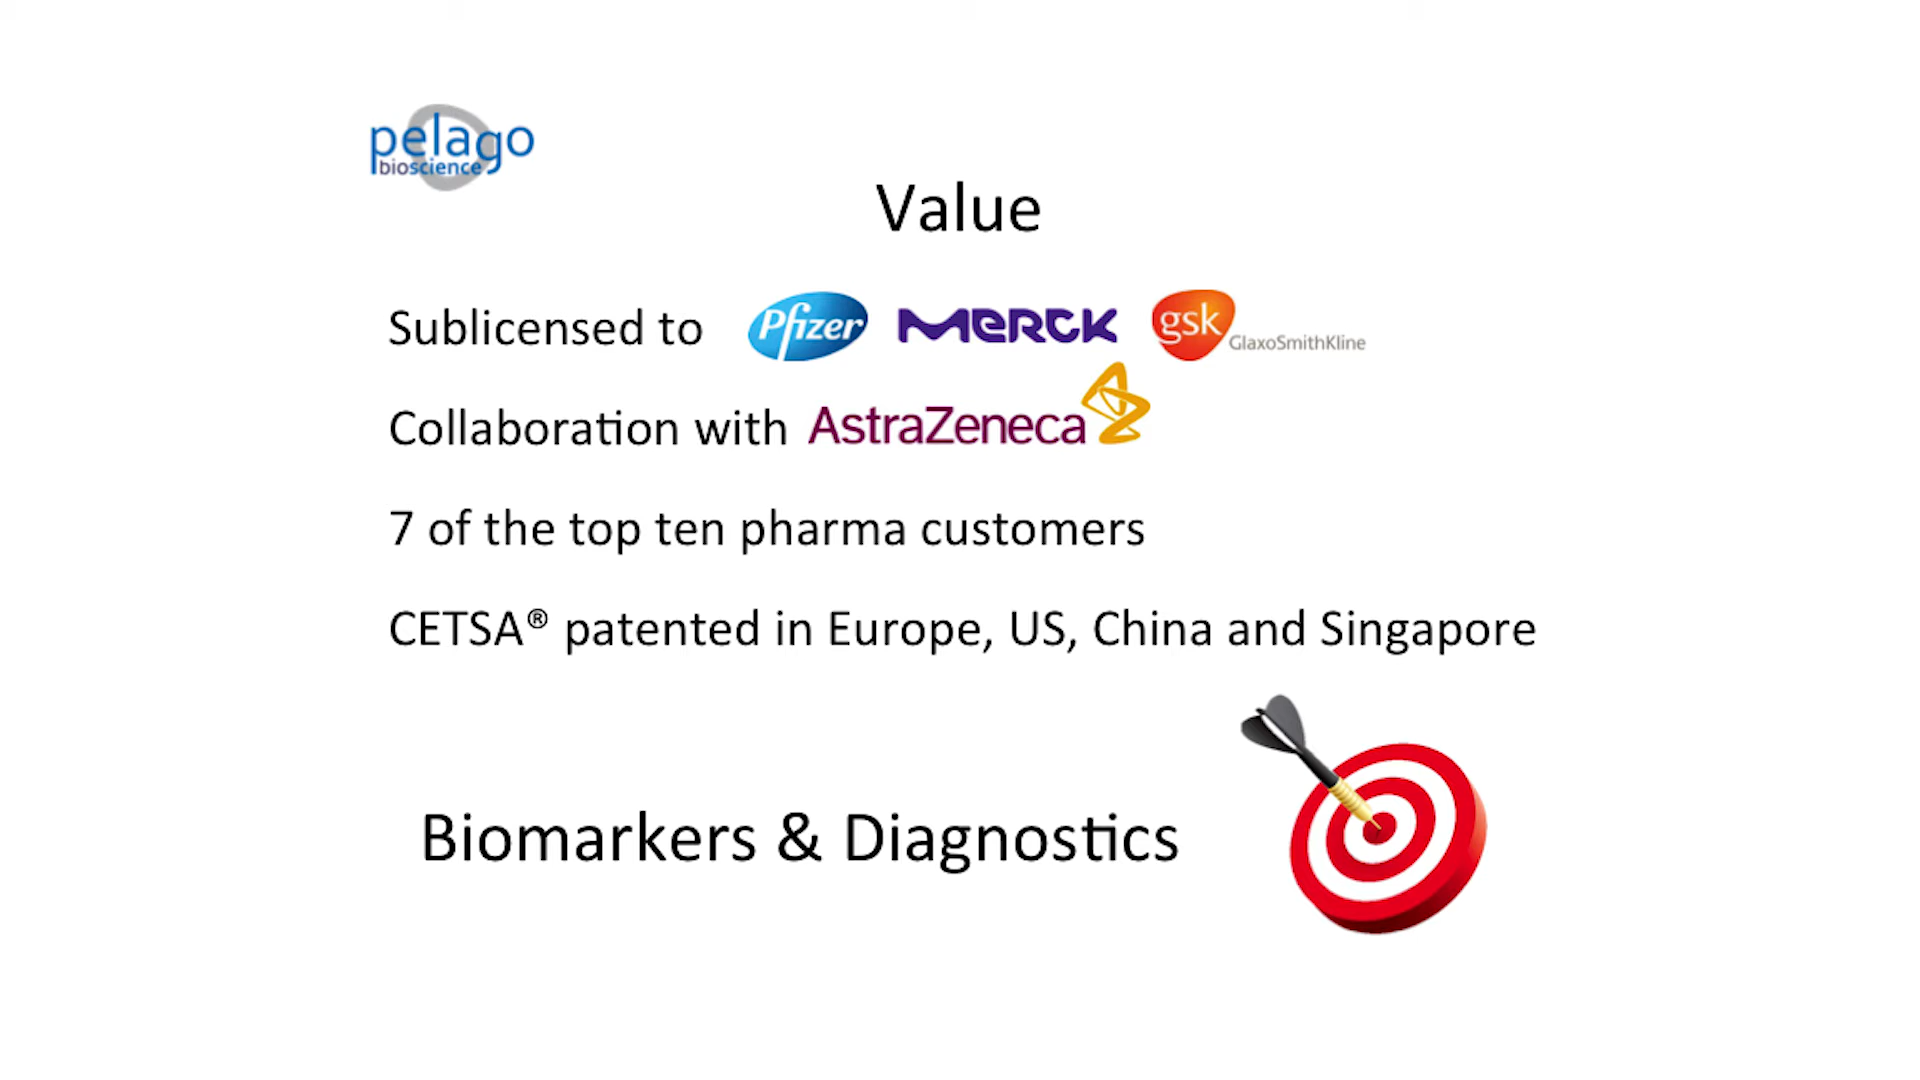 pelago
bioscience
Value
Sublicensed to Pfizer MERCK gsk GlaxoSmithKline
Collaboration with AstraZeneca
7 of the top ten pharma customers
CETSA® patented in Europe, US, China and Singapore
Biomarkers & Diagnostics